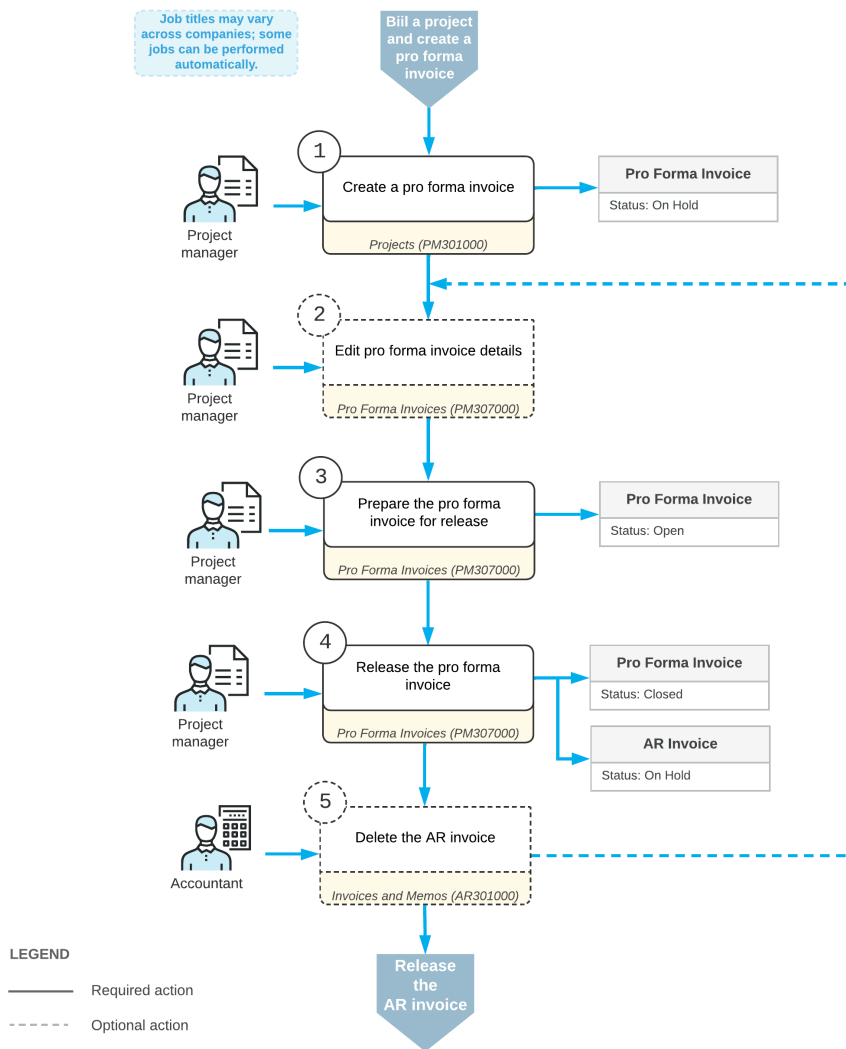 Job titles may vary
across companies; some
jobs can be performed
automatically.
Biil a project
and create a
pro forma
invoice
1
Create a pro forma invoice
Projects (PM301000)
Project
manager
Pro Forma Invoice
Status: On Hold
2
Edit pro forma invoice details
Pro Forma Invoices (PM307000)
Project
manager
3
Prepare the pro forma
invoice for release
Pro Forma Invoices (PM307000)
Project
manager
Pro Forma Invoice
Status: Open
4
Release the pro forma
invoice
Pro Forma Invoices (PM307000)
Project
manager
Pro Forma Invoice
Status: Closed
AR Invoice
Status: On Hold
5
Delete the AR invoice
Invoices and Memos (AR301000)
Accountant
Release
the
AR invoice
LEGEND
Required action
Optional action